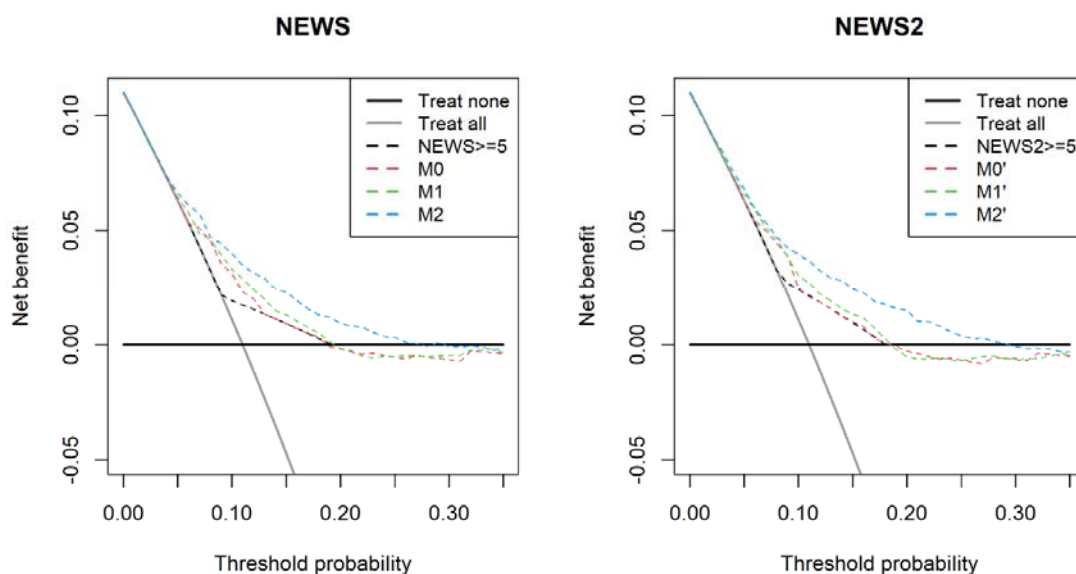 NEWS
Treat none
Treat all
NEWS>=5
M0
M1
M2
Net benefit
0.10
0.05
0.00
-0.05
0.00
0.10
0.20
0.30
Threshold probability
NEWS2
Treat none
Treat all
NEWS2>=5
M0'
M1'
M2'
Net benefit
0.10
0.05
0.00
-0.05
0.00
0.10
0.20
0.30
Threshold probability